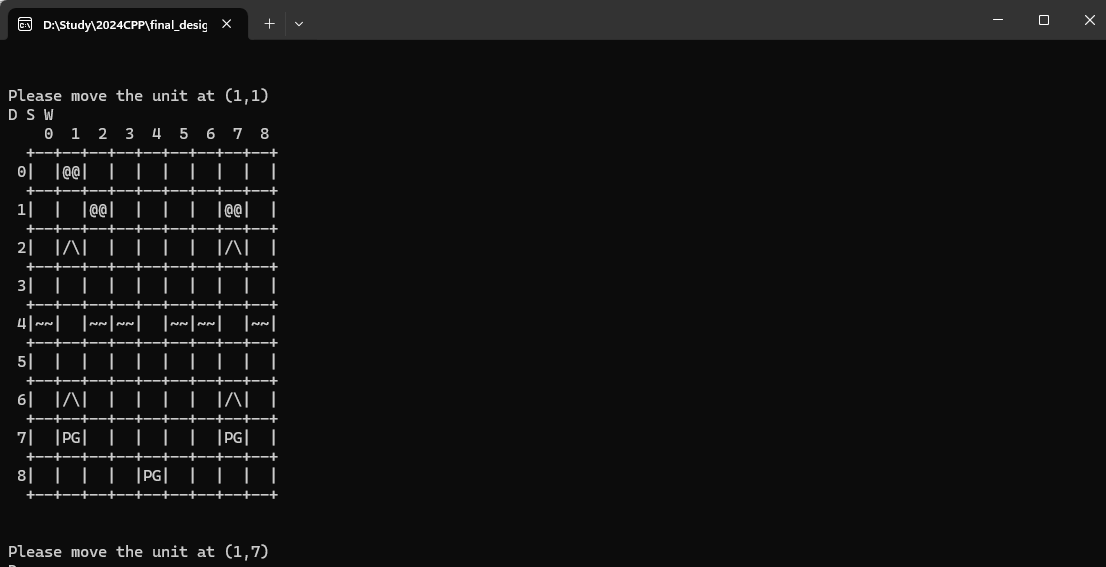 D:\Study\2024CPP\final_desig
Please move the unit at (1,1)
D S W
    0  1  2  3  4  5  6  7  8
  +--+--+--+--+--+--+--+--+--+
 0|  |@@|  |  |  |  |  |  |  |
  +--+--+--+--+--+--+--+--+--+
 1|  |  |@@|  |  |  |  |@@|  |
  +--+--+--+--+--+--+--+--+--+
 2|  |/\|  |  |  |  |  |/\|  |
  +--+--+--+--+--+--+--+--+--+
 3|  |  |  |  |  |  |  |  |  |
  +--+--+--+--+--+--+--+--+--+
 4|~~|  |~~|~~|  |~~|~~|  |~~|
  +--+--+--+--+--+--+--+--+--+
 5|  |  |  |  |  |  |  |  |  |
  +--+--+--+--+--+--+--+--+--+
 6|  |/\|  |  |  |  |  |/\|  |
  +--+--+--+--+--+--+--+--+--+
 7|  |PG|  |  |  |  |  |PG|  |
  +--+--+--+--+--+--+--+--+--+
 8|  |  |  |  |PG|  |  |  |  |
  +--+--+--+--+--+--+--+--+--+
Please move the unit at (1,7)